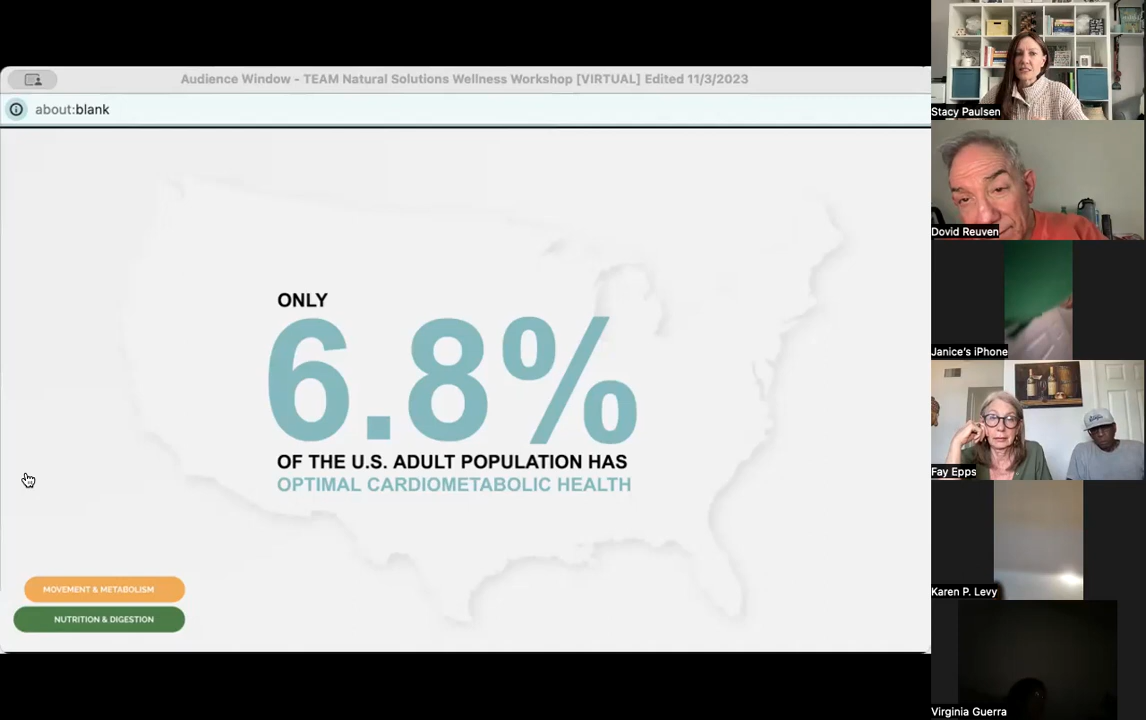 Audience Window - TEAM Natural Solutions Wellness Workshop [VIRTUAL] Edited 11/3/2023
about:blank
ONLY
6.8%
OF THE U.S. ADULT POPULATION HAS
OPTIMAL CARDIOMETABOLIC HEALTH
MOVEMENT & METABOLISM
NUTRITION & DIGESTION
Stacy Paulsen
Dovid Reuven
Janice's iPhone
Fay Epps
Karen P. Levy
Virginia Guerra